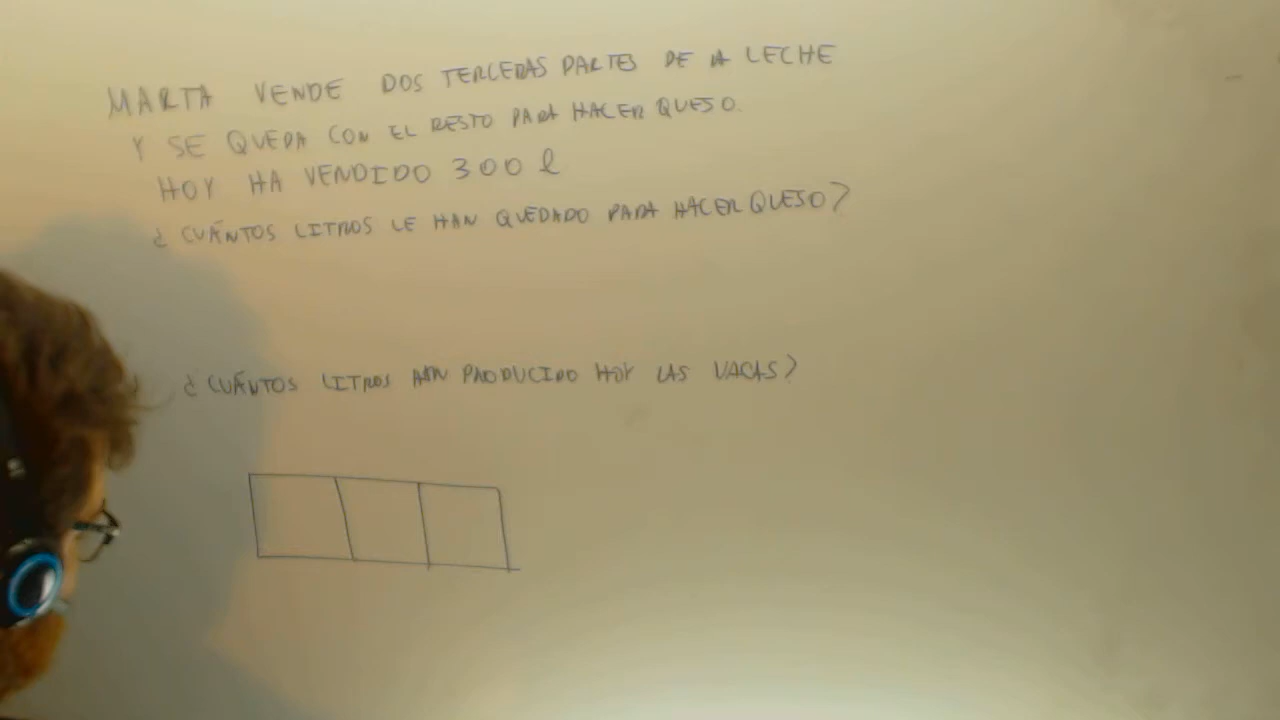 MARTA VENDE DOS TERCERAS PARTES DE LA LECHE
Y SE QUEDA CON EL RESTO PARA HACER QUESO.
HOY HA VENDIDO 300 l
¿CUÁNTOS LITROS LE HAN QUEDADO PARA HACER QUESO?
¿CUÁNTOS LITROS HAN PRODUCIDO HOY LAS VACAS?